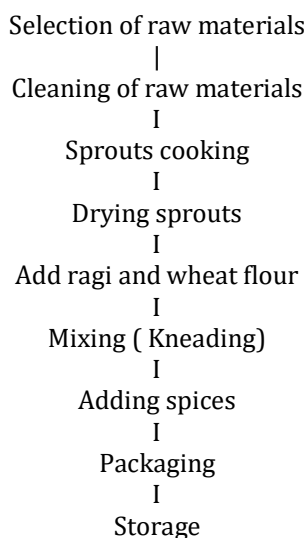 Selection of raw materials
|
Cleaning of raw materials
I
Sprouts cooking
I
Drying sprouts
I
Add ragi and wheat flour
I
Mixing ( Kneading)
I
Adding spices
I
Packaging
I
Storage